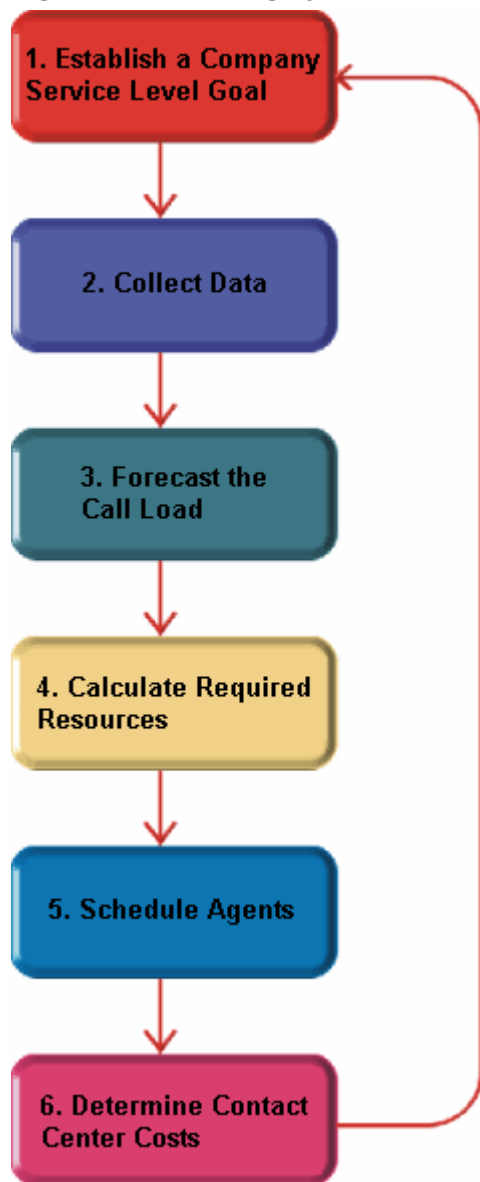 1. Establish a Company
Service Level Goal
2. Collect Data
3. Forecast the
Call Load
4. Calculate Required
Resources
5. Schedule Agents
6. Determine Contact
Center Costs